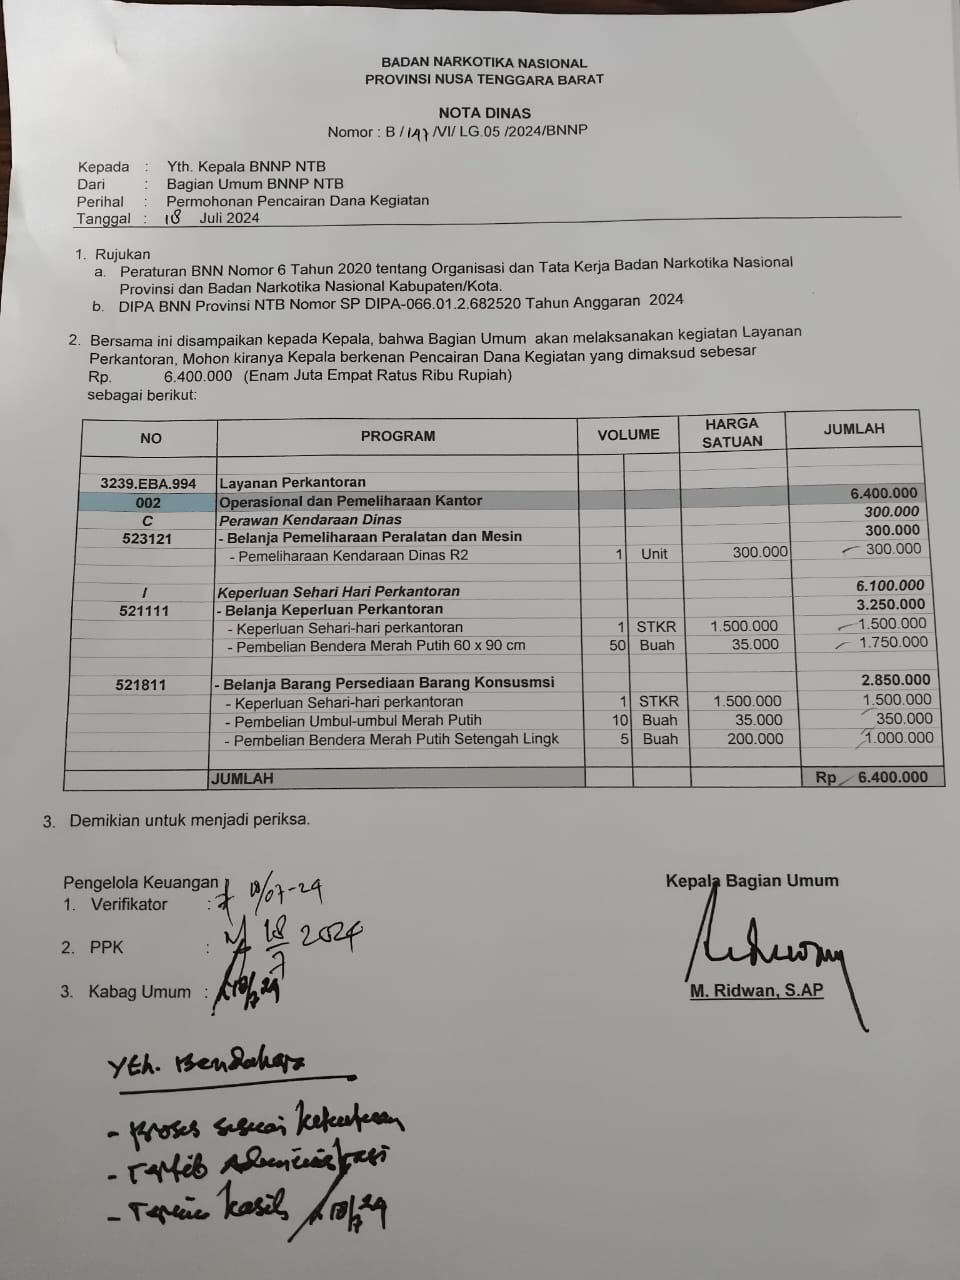 BADAN NARKOTIKA NASIONAL
PROVINSI NUSA TENGGARA BARAT
NOTA DINAS
Nomor : B / 197 /VI/ LG.05 /2024/BNNP
Kepada : Yth. Kepala BNNP NTB
Dari : Bagian Umum BNNP NTB
Perihal : Permohonan Pencairan Dana Kegiatan
Tanggal : 18 Juli 2024
1. Rujukan
a. Peraturan BNN Nomor 6 Tahun 2020 tentang Organisasi dan Tata Kerja Badan Narkotika Nasional
Provinsi dan Badan Narkotika Nasional Kabupaten/Kota.
b. DIPA BNN Provinsi NTB Nomor SP DIPA-066.01.2.682520 Tahun Anggaran 2024
2. Bersama ini disampaikan kepada Kepala, bahwa Bagian Umum akan melaksanakan kegiatan Layanan
Perkantoran, Mohon kiranya Kepala berkenan Pencairan Dana Kegiatan yang dimaksud sebesar
Rp. 6.400.000 (Enam Juta Empat Ratus Ribu Rupiah)
sebagai berikut:
NO PROGRAM VOLUME HARGA SATUAN JUMLAH
3239.EBA.994 Layanan Perkantoran
002 Operasional dan Pemeliharaan Kantor 6.400.000
C Perawan Kendaraan Dinas 300.000
523121 - Belanja Pemeliharaan Peralatan dan Mesin 300.000
- Pemeliharaan Kendaraan Dinas R2 1 Unit 300.000 300.000
I Keperluan Sehari Hari Perkantoran 6.100.000
521111 - Belanja Keperluan Perkantoran 3.250.000
- Keperluan Sehari-hari perkantoran 1 STKR 1.500.000 1.500.000
- Pembelian Bendera Merah Putih 60 x 90 cm 50 Buah 35.000 1.750.000
521811 - Belanja Barang Persediaan Barang Konsusmsi 2.850.000
- Keperluan Sehari-hari perkantoran 1 STKR 1.500.000 1.500.000
- Pembelian Umbul-umbul Merah Putih 10 Buah 35.000 350.000
- Pembelian Bendera Merah Putih Setengah Lingk 5 Buah 200.000 1.000.000
JUMLAH Rp 6.400.000
3. Demikian untuk menjadi periksa.
Pengelola Keuangan
1. Verifikator : 18/07-24
2. PPK : 18/7 2024
3. Kabag Umum : 18/7 24
Kepala Bagian Umum
M. Ridwan, S.AP
Yth. Bendahara
- Proses sesuai ketentuan
- Tertib Administrasi
- Terima kasih 18/7 24